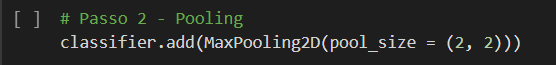 [ ] # Passo 2 - Pooling
classifier.add(MaxPooling2D(pool_size = (2, 2)))